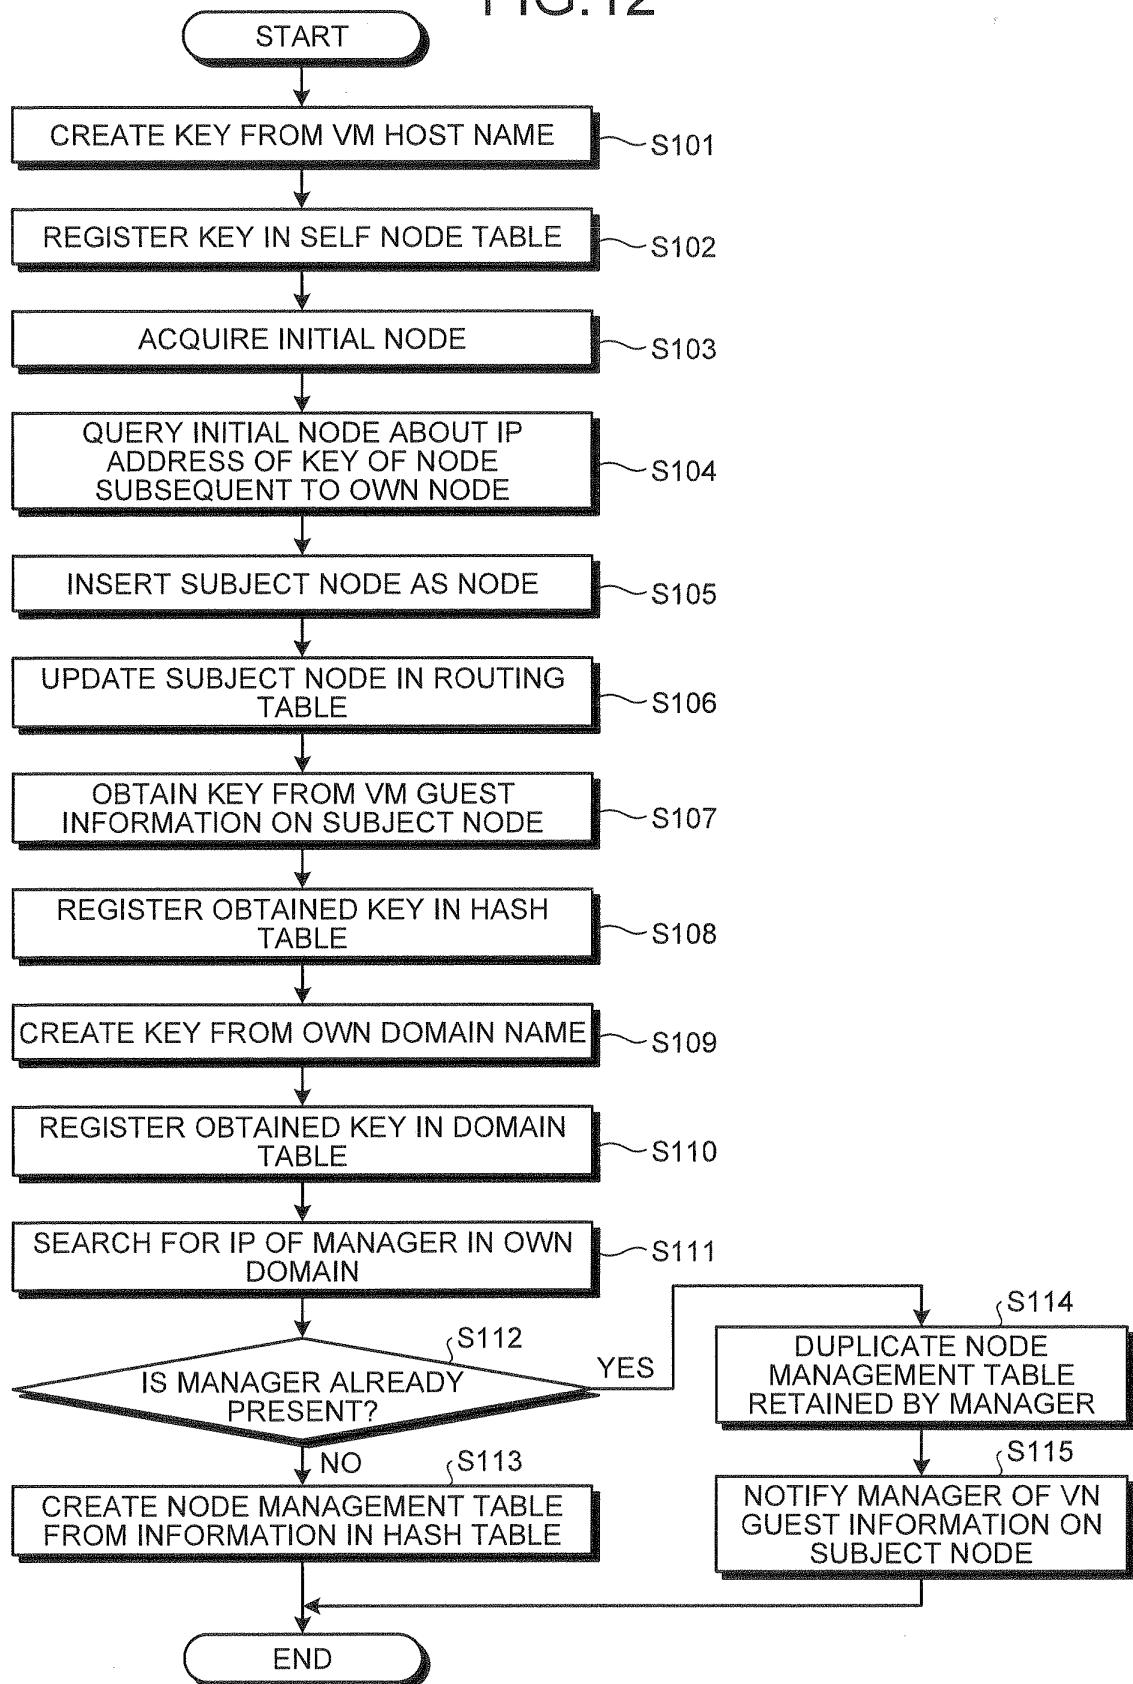 FIG.12
START
CREATE KEY FROM VM HOST NAME
S101
REGISTER KEY IN SELF NODE TABLE
S102
ACQUIRE INITIAL NODE
S103
QUERY INITIAL NODE ABOUT IP
ADDRESS OF KEY OF NODE
SUBSEQUENT TO OWN NODE
S104
INSERT SUBJECT NODE AS NODE
S105
UPDATE SUBJECT NODE IN ROUTING
TABLE
S106
OBTAIN KEY FROM VM GUEST
INFORMATION ON SUBJECT NODE
S107
REGISTER OBTAINED KEY IN HASH
TABLE
S108
CREATE KEY FROM OWN DOMAIN NAME
S109
REGISTER OBTAINED KEY IN DOMAIN
TABLE
S110
SEARCH FOR IP OF MANAGER IN OWN
DOMAIN
S111
S112
IS MANAGER ALREADY
PRESENT?
YES
NO
S113
CREATE NODE MANAGEMENT TABLE
FROM INFORMATION IN HASH TABLE
S114
DUPLICATE NODE
MANAGEMENT TABLE
RETAINED BY MANAGER
S115
NOTIFY MANAGER OF VN
GUEST INFORMATION ON
SUBJECT NODE
END